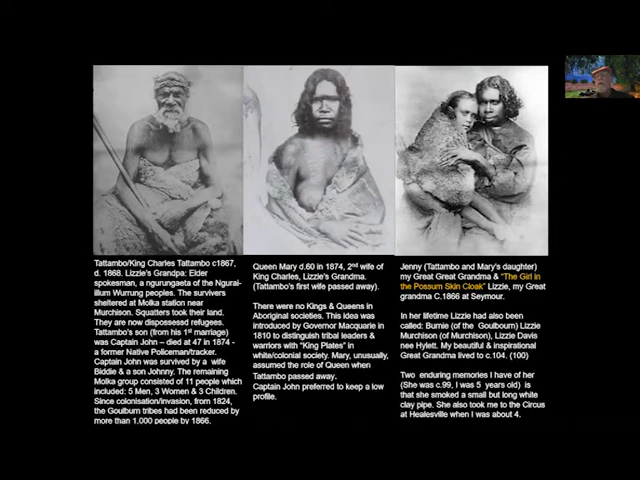 Tattambo/King Charles Tattambo c1867,
d. 1868. Lizzie's Grandpa: Elder
spokesman, a ngurungaeta of the Ngurai-
illum Wurrung peoples. The survivers
sheltered at Molka station near
Murchison. Squatters took their land.
They are now dispossesd refugees.
Tattambo's son (from his 1st marriage)
was Captain John – died at 47 in 1874 -
a former Native Policeman/tracker.
Captain John was survived by a wife
Biddie & a son Johnny. The remaining
Molka group consisted of 11 people which
included: 5 Men, 3 Women & 3 Children.
Since colonisation/invasion, from 1824,
the Goulburn tribes had been reduced by
more than 1,000 people by 1866.
Queen Mary d.60 in 1874, 2nd wife of
King Charles, Lizzie's Grandma.
(Tattambo's first wife passed away).
There were no Kings & Queens in
Aboriginal societies. This idea was
introduced by Governor Macquarie in
1810 to distinguish tribal leaders &
warriors with "King Plates" in
white/colonial society. Mary, unusually,
assumed the role of Queen when
Tattambo passed away.
Captain John preferred to keep a low
profile.
Jenny (Tattambo and Mary's daughter)
my Great Great Grandma & "The Girl in
the Possum Skin Cloak" Lizzie, my Great
grandma C.1866 at Seymour.
In her lifetime Lizzie had also been
called: Burnie (of the Goulbourn) Lizzie
Murchison (of Murchison), Lizzie Davis
nee Hylett. My beautiful & inspirational
Great Grandma lived to c.104. (100)
Two enduring memories I have of her
(She was c.99, I was 5 years old) is
that she smoked a small but long white
clay pipe. She also took me to the Circus
at Healesville when I was about 4.